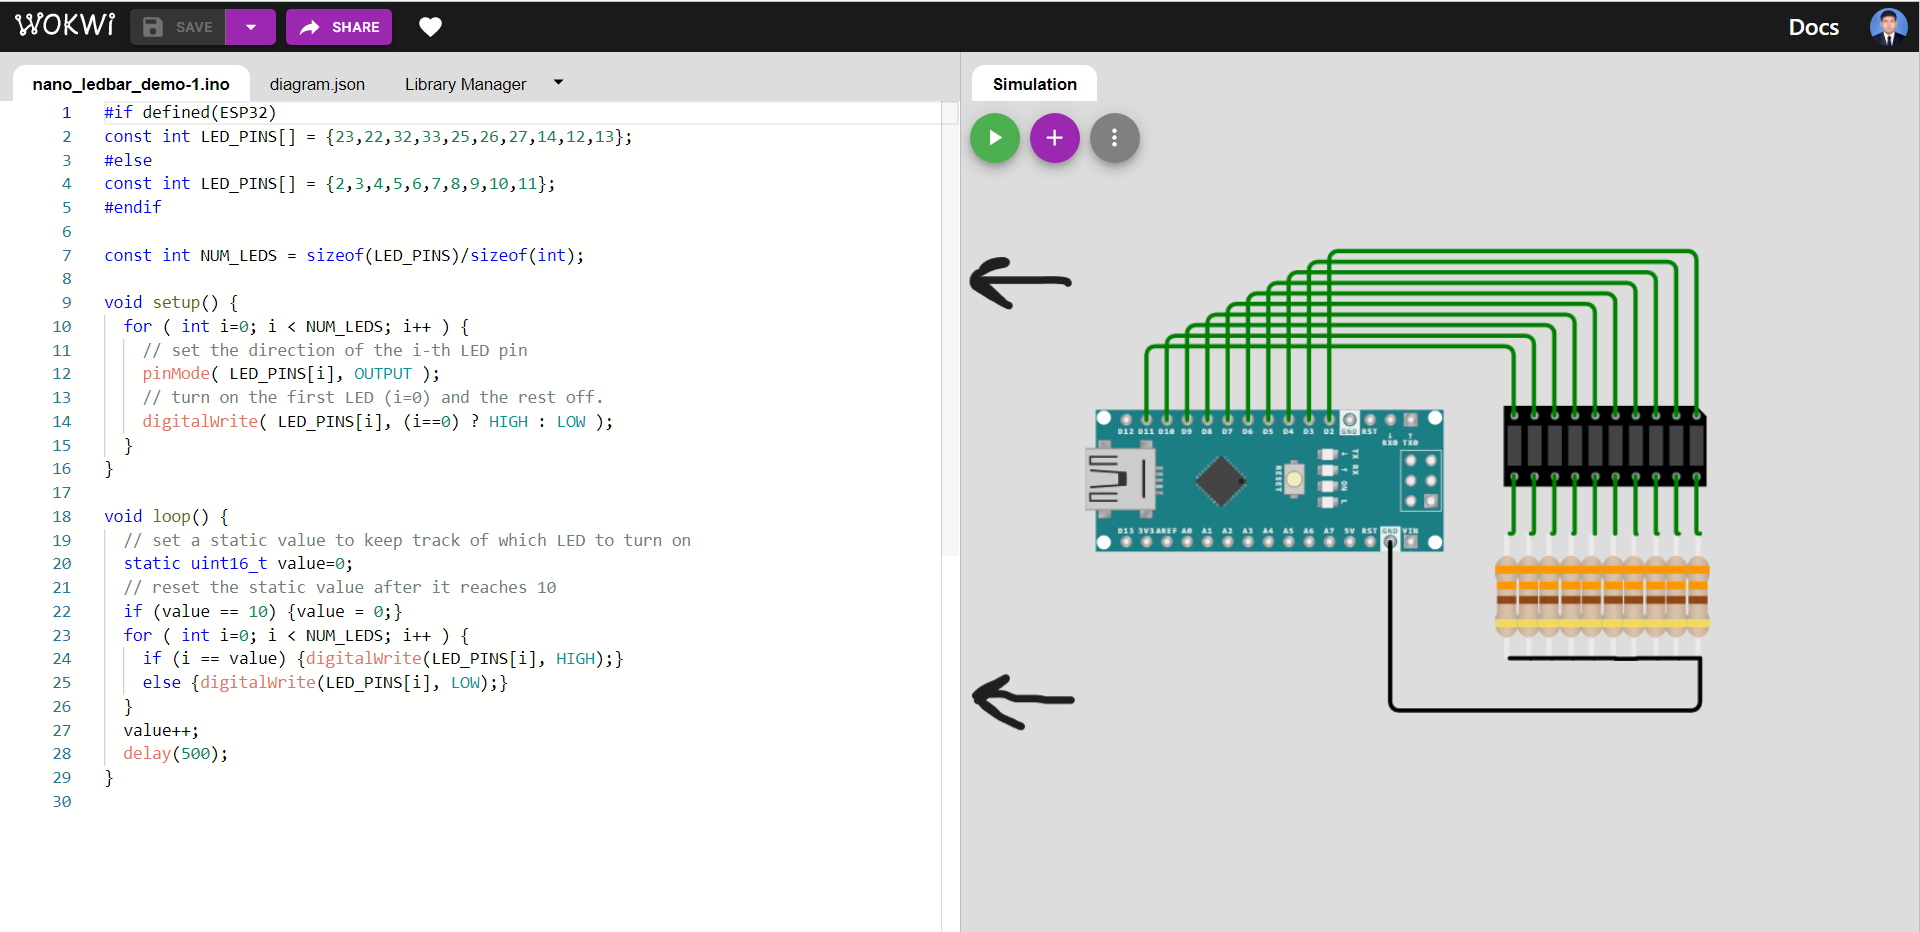 WOKWi
SAVE
SHARE
Docs
nano_ledbar_demo-1.ino
diagram.json
Library Manager
Simulation
1 #if defined(ESP32)
2 const int LED_PINS[] = {23,22,32,33,25,26,27,14,12,13};
3 #else
4 const int LED_PINS[] = {2,3,4,5,6,7,8,9,10,11};
5 #endif
6
7 const int NUM_LEDS = sizeof(LED_PINS)/sizeof(int);
8
9 void setup() {
10 for ( int i=0; i < NUM_LEDS; i++ ) {
11 // set the direction of the i-th LED pin
12 pinMode( LED_PINS[i], OUTPUT );
13 // turn on the first LED (i=0) and the rest off.
14 digitalWrite( LED_PINS[i], (i==0) ? HIGH : LOW );
15 }
16 }
17
18 void loop() {
19 // set a static value to keep track of which LED to turn on
20 static uint16_t value=0;
21 // reset the static value after it reaches 10
22 if (value == 10) {value = 0;}
23 for ( int i=0; i < NUM_LEDS; i++ ) {
24 if (i == value) {digitalWrite(LED_PINS[i], HIGH);}
25 else {digitalWrite(LED_PINS[i], LOW);}
26 }
27 value++;
28 delay(500);
29 }
30
D12 D11 D10 D9 D8 D7 D6 D5 D4 D3 D2 GND RST
RX0 TX0
RESET
TX RX ON L
D13 3V3 AREF A0 A1 A2 A3 A4 A5 A6 A7 5V RST GND VIN